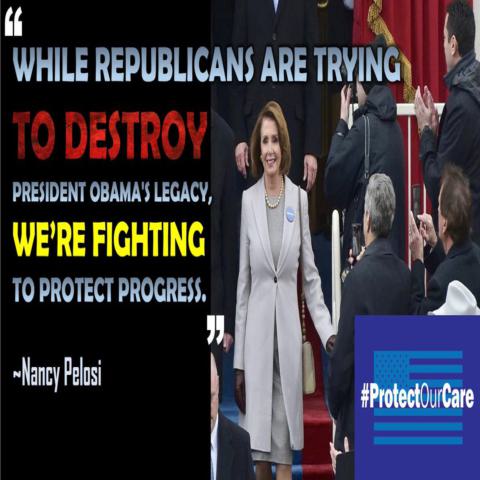 “
WHILE REPUBLICANS ARE TRYING
TO DESTROY
PRESIDENT OBAMA'S LEGACY,
WE'RE FIGHTING
TO PROTECT PROGRESS.
”
~Nancy Pelosi
#ProtectOurCare